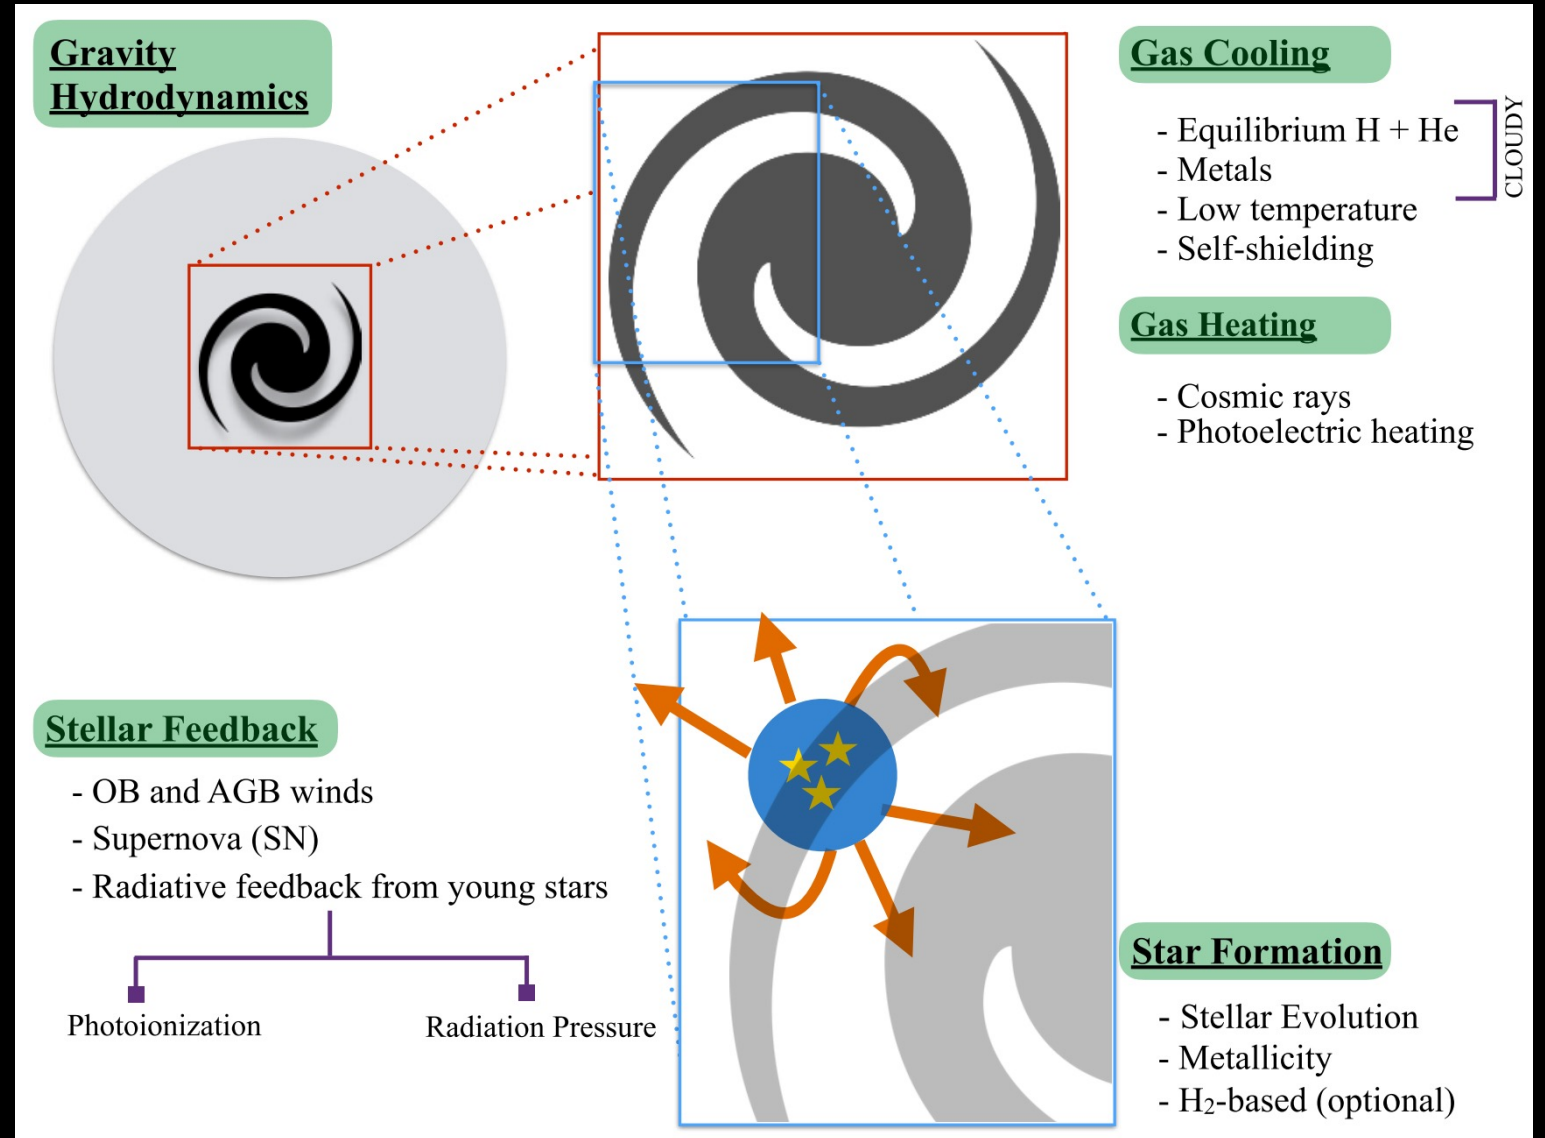 Gravity
Hydrodynamics
Gas Cooling
- Equilibrium H + He
- Metals
- Low temperature
- Self-shielding
CLOUDY
Gas Heating
- Cosmic rays
- Photoelectric heating
Stellar Feedback
- OB and AGB winds
- Supernova (SN)
- Radiative feedback from young stars
Photoionization
Radiation Pressure
Star Formation
- Stellar Evolution
- Metallicity
- H₂-based (optional)